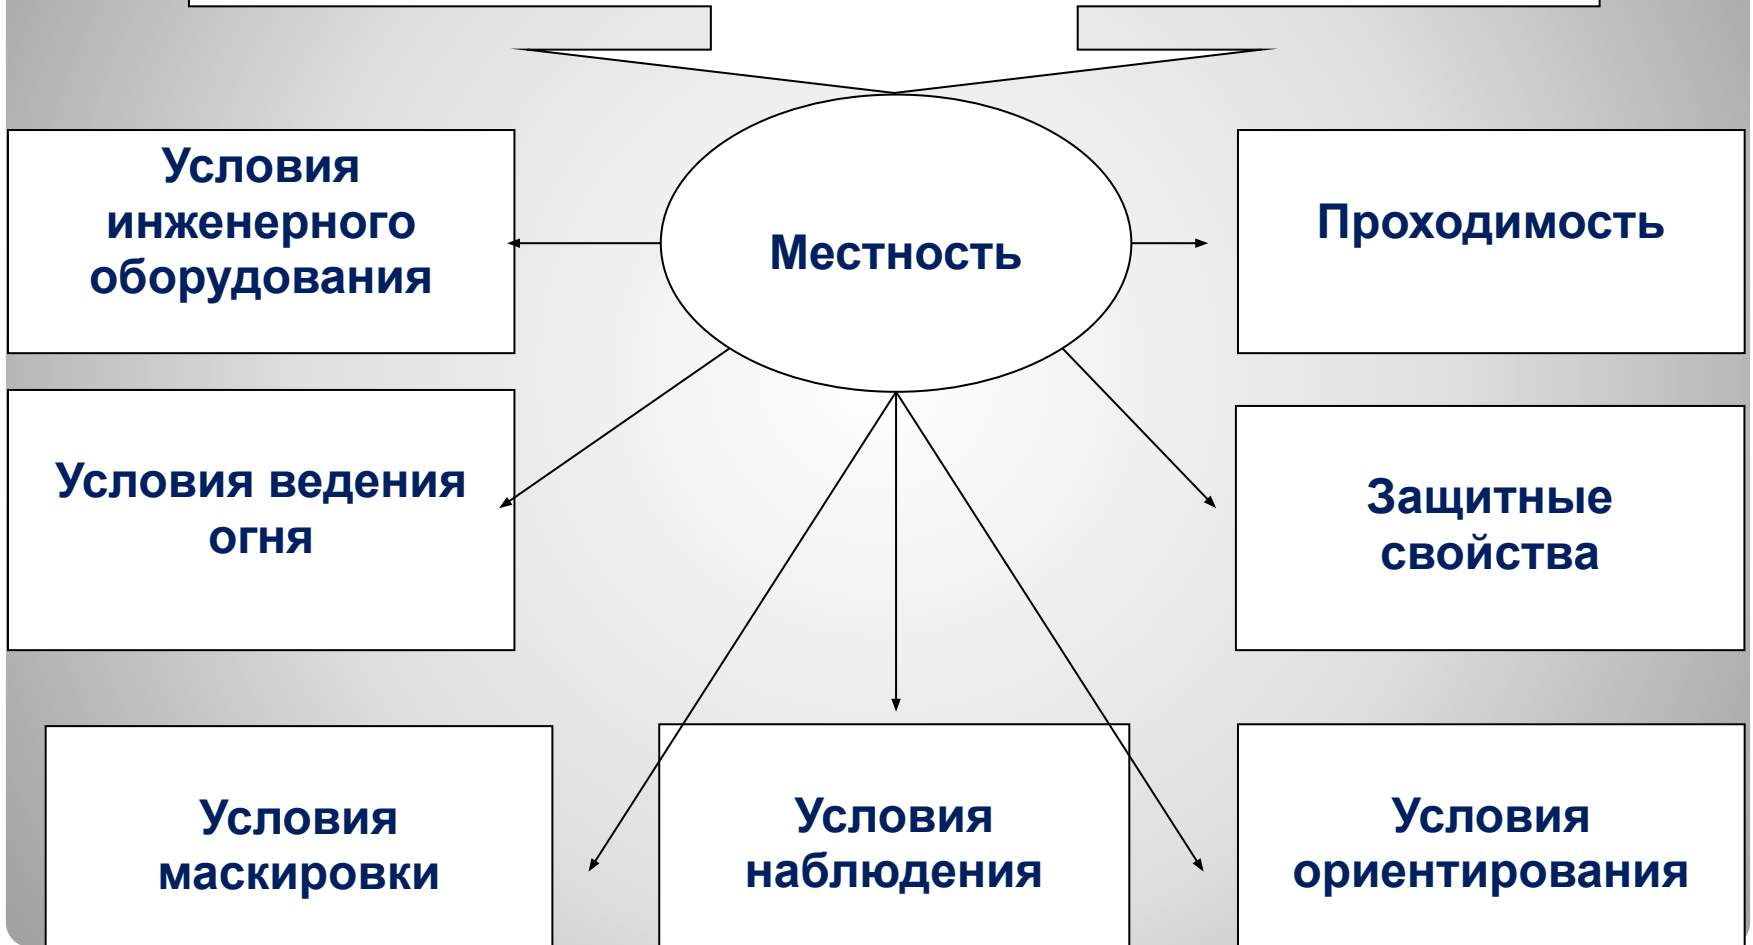 Условия
инженерного
оборудования
Местность
Проходимость
Условия ведения
огня
Защитные
свойства
Условия
маскировки
Условия
наблюдения
Условия
ориентирования